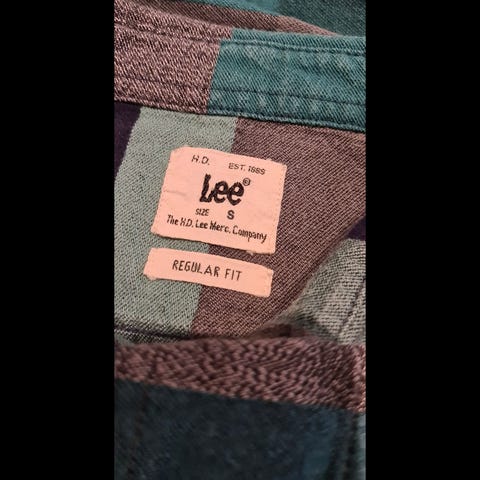 H.D. EST. 1889
Lee®
SIZE S
The H.D. Lee Merc. Company
REGULAR FIT